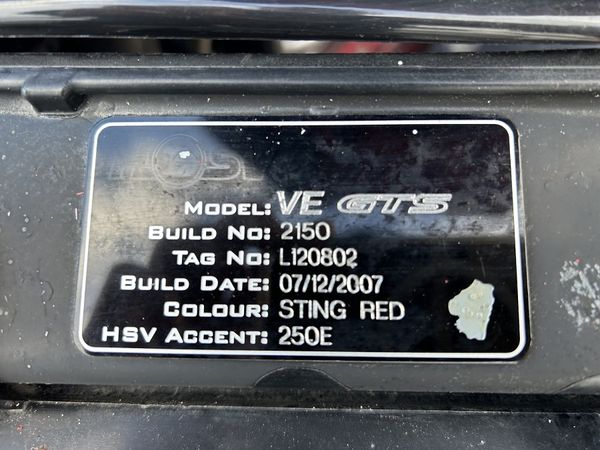 MODEL: VE GTS
BUILD NO: 2150
TAG NO: L120802
BUILD DATE: 07/12/2007
COLOUR: STING RED
HSV ACCENT: 250E